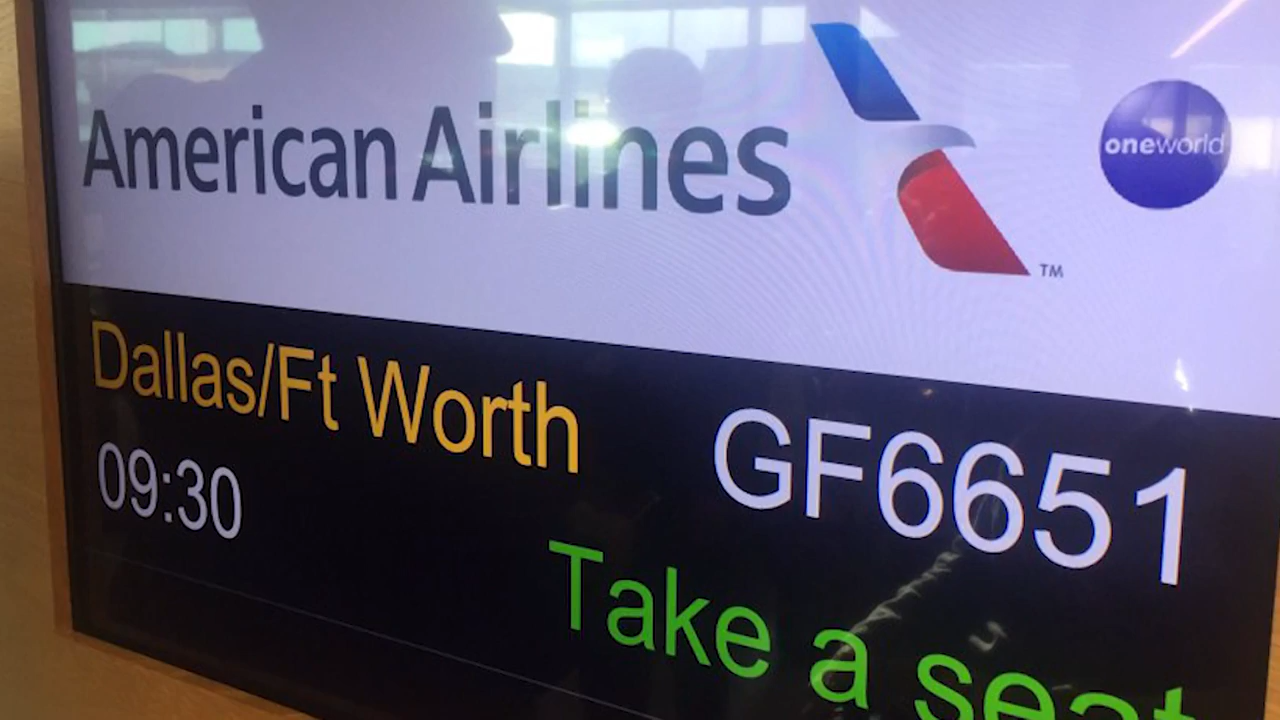 American Airlines
TM
oneworld
Dallas/Ft Worth
GF6651
09:30
Take a seat